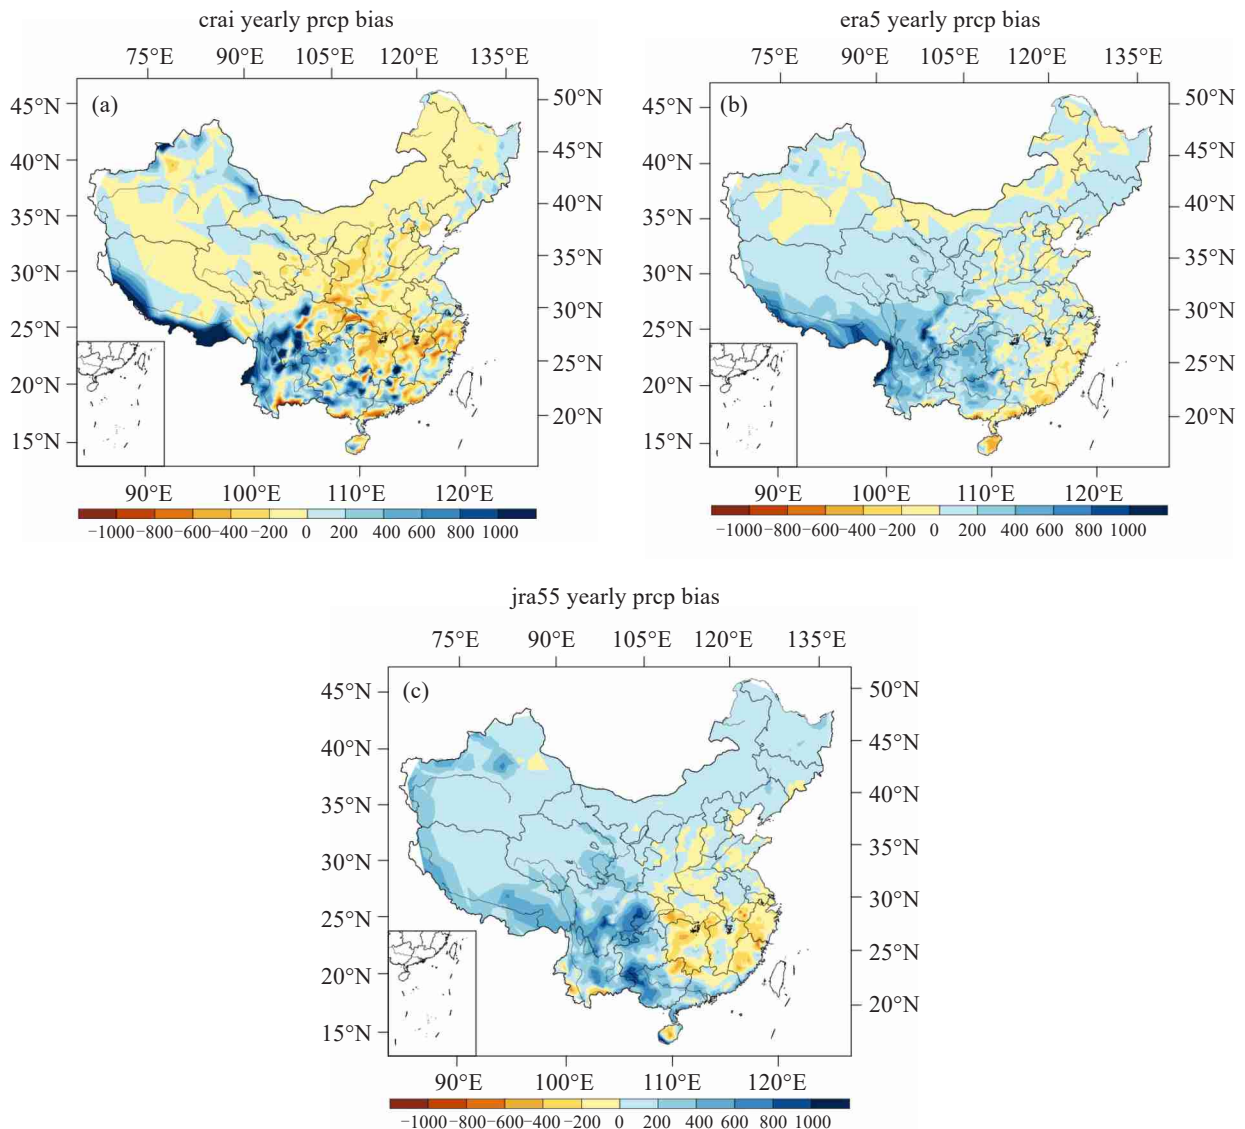 crai yearly prcp bias
75°E 90°E 105°E 120°E 135°E
(a)
45°N 50°N
40°N 45°N
35°N 40°N
30°N 35°N
25°N 30°N
20°N 25°N
15°N 20°N
90°E 100°E 110°E 120°E
−1000 −800 −600 −400 −200 0 200 400 600 800 1000
era5 yearly prcp bias
75°E 90°E 105°E 120°E 135°E
(b)
45°N 50°N
40°N 45°N
35°N 40°N
30°N 35°N
25°N 30°N
20°N 25°N
15°N 20°N
90°E 100°E 110°E 120°E
−1000 −800 −600 −400 −200 0 200 400 600 800 1000
jra55 yearly prcp bias
75°E 90°E 105°E 120°E 135°E
(c)
45°N 50°N
40°N 45°N
35°N 40°N
30°N 35°N
25°N 30°N
20°N 25°N
15°N 20°N
90°E 100°E 110°E 120°E
−1000 −800 −600 −400 −200 0 200 400 600 800 1000